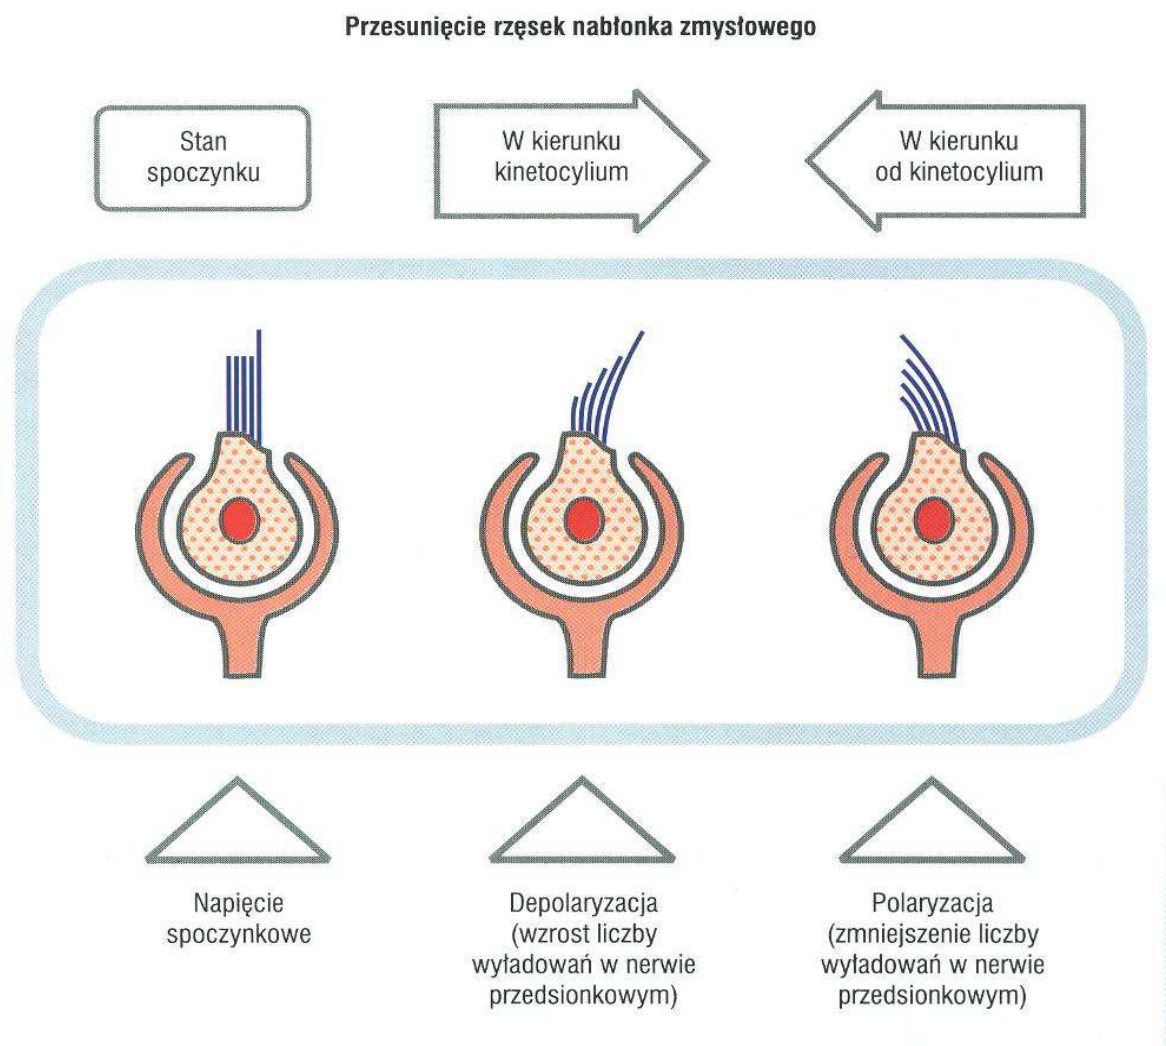 Przesunięcie rzęsek nabłonka zmysłowego
Stan
spoczynku
W kierunku
kinetocylium
W kierunku
od kinetocylium
Napięcie
spoczynkowe
Depolaryzacja
(wzrost liczby
wyładowań w nerwie
przedsionkowym)
Polaryzacja
(zmniejszenie liczby
wyładowań w nerwie
przedsionkowym)